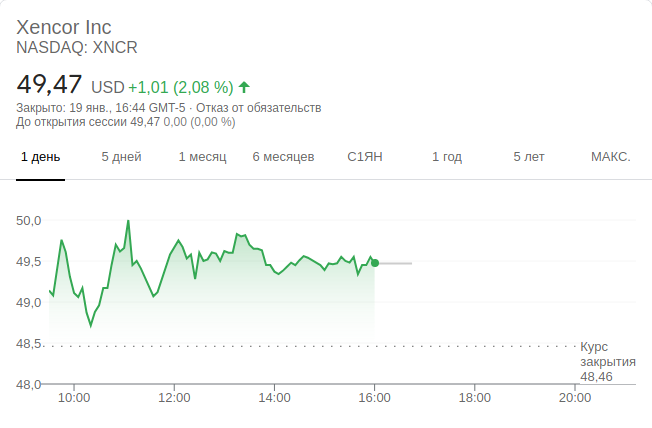 Xencor Inc
NASDAQ: XNCR
49,47 USD +1,01 (2,08 %)
Закрыто: 19 янв., 16:44 GMT-5 · Отказ от обязательств
До открытия сессии 49,47 0,00 (0,00 %)
1 день 5 дней 1 месяц 6 месяцев С1ЯН 1 год 5 лет МАКС.
50,0
49,5
49,0
48,5
Курс
закрытия
48,46
48,0
10:00 12:00 14:00 16:00 18:00 20:00